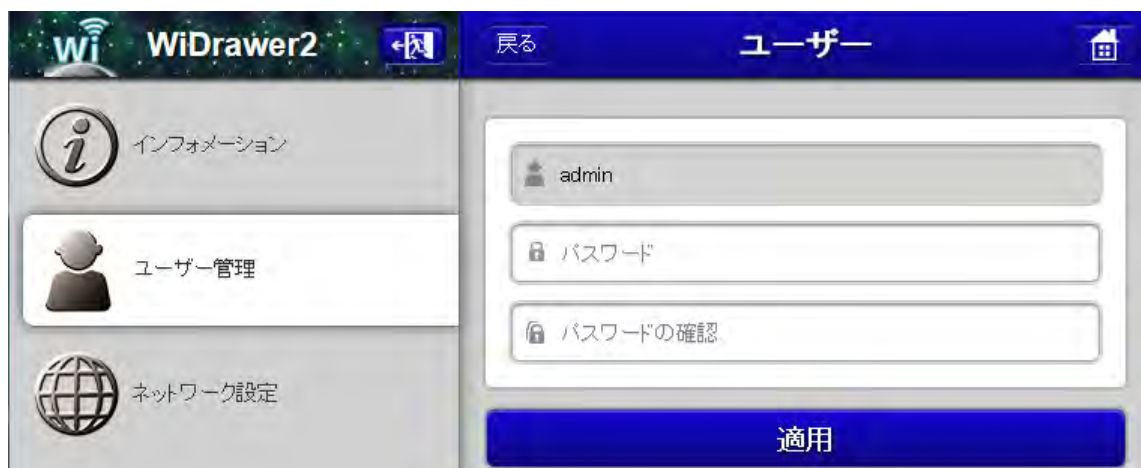 Wi WiDrawer2
インフォメーション
ユーザー管理
ネットワーク設定
戻る ユーザー
admin
パスワード
パスワードの確認
適用